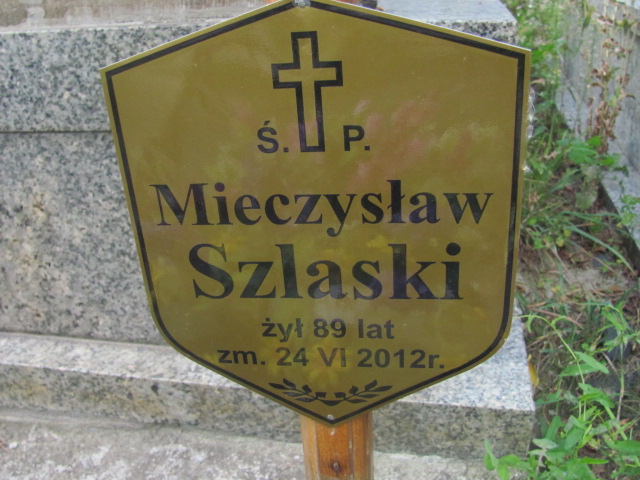 Ś. P.
Mieczysław
Szlaski
żył 89 lat
zm. 24 VI 2012r.